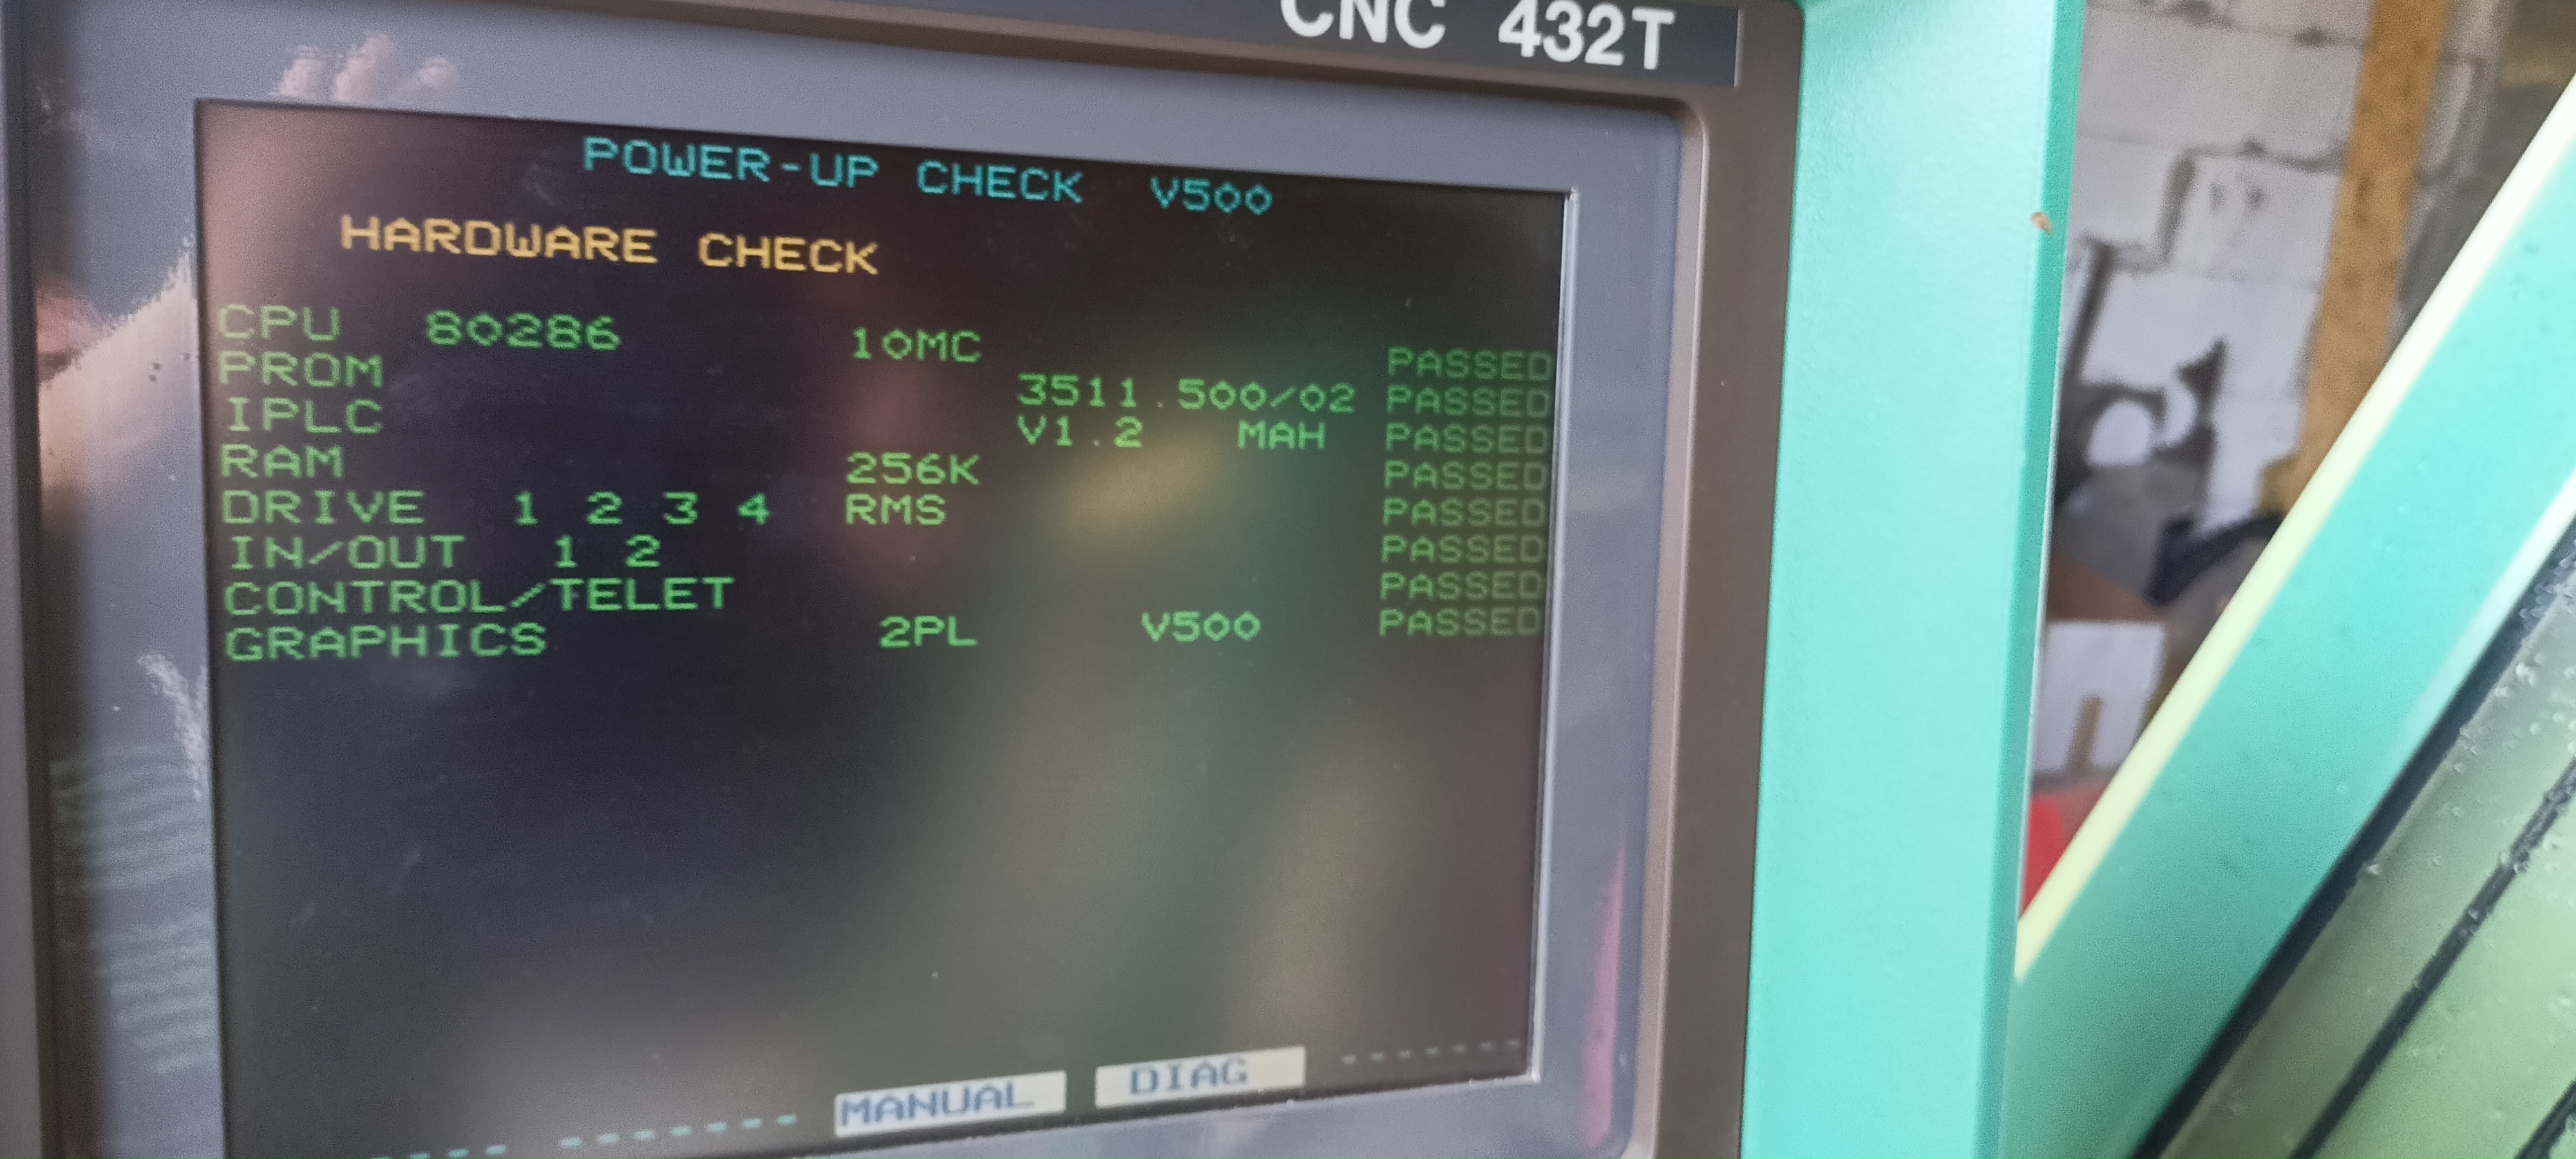 CNC 432T
POWER-UP CHECK V500
HARDWARE CHECK
CPU 80286 10MC PASSED
PROM 3511.500/02 PASSED
IPLC V1.2 MAH PASSED
RAM 256K PASSED
DRIVE 1 2 3 4 RMS PASSED
IN/OUT 1 2 PASSED
CONTROL/TELET PASSED
GRAPHICS 2PL V500 PASSED
MANUAL DIAG